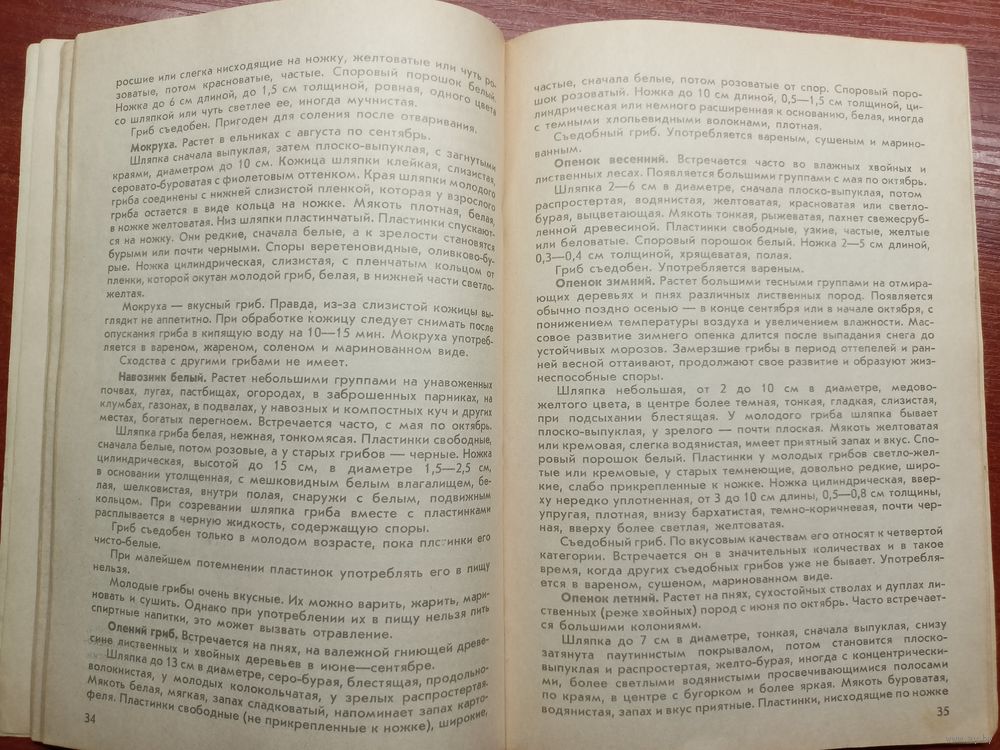 росшие или слегка нисходящие на ножку, желтоватые или чуть ро-
зоватые, потом красноватые, частые. Споровый порошок белый.
Ножка до 6 см длиной, до 1,5 см толщиной, ровная, одного цвета
со шляпкой или чуть светлее ее, иногда мучнистая.
Гриб съедобен. Пригоден для соления после отваривания.
Мокруха. Растет в ельниках с августа по сентябрь.
Шляпка сначала выпуклая, затем плоско-выпуклая, с загнутыми
краями, диаметром до 10 см. Кожица шляпки клейкая, слизистая,
серовато-буроватая с фиолетовым оттенком. Края шляпки молодого
гриба соединены с нижней слизистой пленкой, которая у взрослого
гриба остается в виде кольца на ножке. Мякоть плотная, белая,
в ножке желтоватая. Низ шляпки пластинчатый. Пластинки спускают-
ся на ножку. Они редкие, сначала белые, а к зрелости становятся
бурыми или почти черными. Споры веретеновидные, оливково-бу-
рые. Ножка цилиндрическая, слизистая, с пленчатым кольцом от
пленки, которой окутан молодой гриб, белая, в нижней части светло-
желтая.
Мокруха — вкусный гриб. Правда, из-за слизистой кожицы вы-
глядит не аппетитно. При обработке кожицу следует снимать после
опускания гриба в кипящую воду на 10—15 мин. Мокруха употреб-
ляется в вареном, жареном, соленом и маринованном виде.
Сходства с другими грибами не имеет.
Навозник белый. Растет небольшими группами на унавоженных
почвах, лугах, пастбищах, огородах, в заброшенных парниках, на
клумбах, газонах, в подвалах, у навозных и компостных куч и других
местах, богатых перегноем. Встречается часто, с мая по октябрь.
Шляпка гриба белая, нежная, тонкомясая. Пластинки свободные,
сначала белые, потом розовые, а у старых грибов — черные. Ножка
цилиндрическая, высотой до 15 см, в диаметре 1,5—2,5 см,
в основании утолщенная, с мешковидным белым влагалищем, бе-
лая, шелковистая, внутри полая, снаружи с белым, подвижным
кольцом. При созревании шляпка гриба вместе с пластинками
расплывается в черную жидкость, содержащую споры.
Гриб съедобен только в молодом возрасте, пока пластинки его
чисто-белые.
При малейшем потемнении пластинок употреблять его в пищу
нельзя.
Молодые грибы очень вкусные. Их можно варить, жарить, мари-
новать и сушить. Однако при употреблении их в пищу нельзя пить
спиртные напитки, это может вызвать отравление.
Олений гриб. Встречается на пнях, на валежной гниющей древе-
сине лиственных и хвойных деревьев в июне—сентябре.
Шляпка до 13 см в диаметре, серо-бурая, блестящая, продольно-
волокнистая, у молодых колокольчатая, у зрелых распростертая.
Мякоть белая, мягкая, запах сладковатый, напоминает запах карто-
феля. Пластинки свободные (не прикрепленные к ножке), широкие,
34
частые, сначала белые, потом розоватые от спор. Споровый поро-
шок розоватый. Ножка до 10 см длиной, 0,5—1,5 см толщиной, ци-
линдрическая или немного расширенная к основанию, белая, иногда
с темными хлопьевидными волокнами, плотная.
Съедобный гриб. Употребляется вареным, сушеным и марино-
ванным.
Опенок весенний. Встречается часто во влажных хвойных и
лиственных лесах. Появляется большими группами с мая по октябрь.
Шляпка 2—6 см в диаметре, сначала плоско-выпуклая, потом
распростертая, водянистая, желтоватая, красноватая или светло-
бурая, выцветающая. Мякоть тонкая, рыжеватая, пахнет свежесруб-
ленной древесиной. Пластинки свободные, узкие, частые, желтые
или беловатые. Споровый порошок белый. Ножка 2—5 см длиной,
0,3—0,4 см толщиной, хрящеватая, полая.
Гриб съедобен. Употребляется вареным.
Опенок зимний. Растет большими тесными группами на отмира-
ющих деревьях и пнях различных лиственных пород. Появляется
обычно поздно осенью — в конце сентября или в начале октября, с
понижением температуры воздуха и увеличением влажности. Мас-
совое развитие зимнего опенка длится после выпадания снега до
устойчивых морозов. Замерзшие грибы в период оттепелей и ран-
ней весной оттаивают, продолжают свое развитие и образуют жиз-
неспособные споры.
Шляпка небольшая, от 2 до 10 см в диаметре, медово-
желтого цвета, в центре более темная, тонкая, гладкая, слизистая,
при подсыхании блестящая. У молодого гриба шляпка бывает
плоско-выпуклая, у зрелого — почти плоская. Мякоть желтоватая
или кремовая, слегка водянистая, имеет приятный запах и вкус. Спо-
ровый порошок белый. Пластинки у молодых грибов светло-жел-
тые или кремовые, у старых темнеющие, довольно редкие, широ-
кие, слабо прикрепленные к ножке. Ножка цилиндрическая, ввер-
ху нередко уплотненная, от 3 до 10 см длины, 0,5—0,8 см толщины,
упругая, плотная, внизу бархатистая, темно-коричневая, почти чер-
ная, вверху более светлая, желтоватая.
Съедобный гриб. По вкусовым качествам его относят к четвертой
категории. Встречается он в значительных количествах и в такое
время, когда других съедобных грибов уже не бывает. Употребля-
ется в вареном, сушеном, маринованном виде.
Опенок летний. Растет на пнях, сухостойных стволах и дуплах ли-
ственных (реже хвойных) пород с июня по октябрь. Часто встречает-
ся большими колониями.
Шляпка до 7 см в диаметре, тонкая, сначала выпуклая, снизу
затянута паутинистым покрывалом, потом становится плоско-
выпуклая и распростертая, желто-бурая, иногда с концентрически-
ми, более светлыми водянистыми просвечивающимися полосами
по краям, в центре с бугорком и более яркая. Мякоть буроватая,
водянистая, запах и вкус приятные. Пластинки, нисходящие по ножке
35